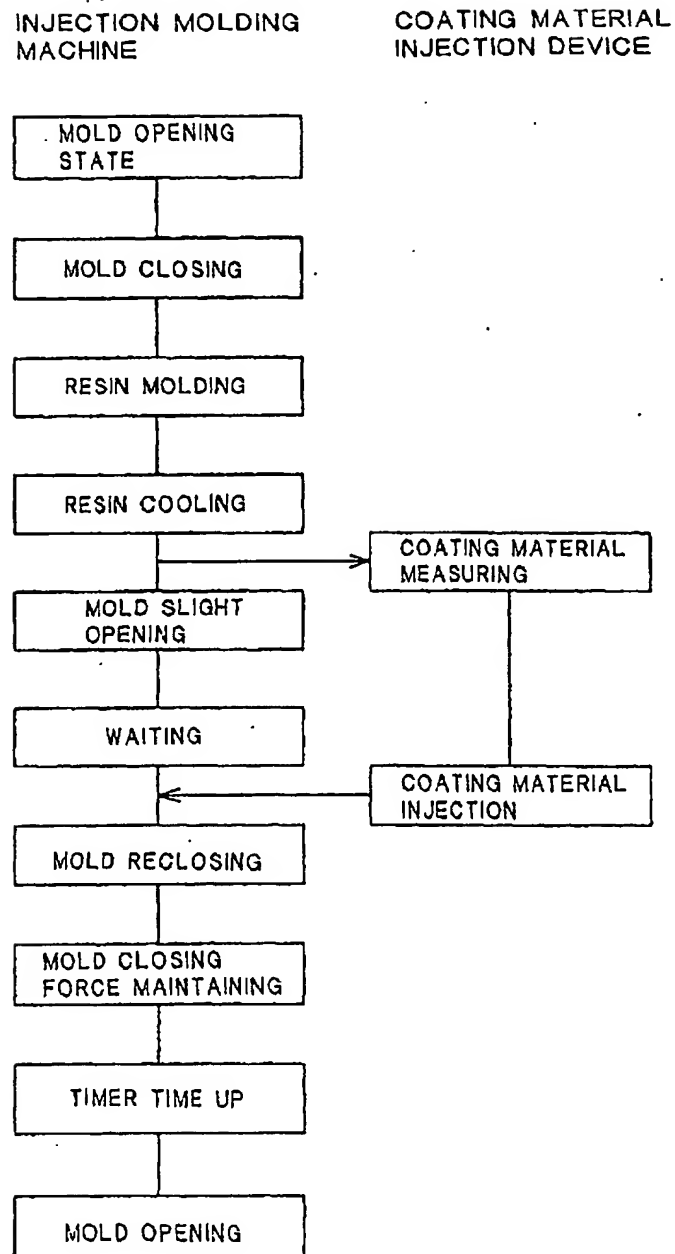 INJECTION MOLDING
MACHINE
COATING MATERIAL
INJECTION DEVICE
MOLD OPENING
STATE
MOLD CLOSING
RESIN MOLDING
RESIN COOLING
COATING MATERIAL
MEASURING
MOLD SLIGHT
OPENING
WAITING
COATING MATERIAL
INJECTION
MOLD RECLOSING
MOLD CLOSING
FORCE MAINTAINING
TIMER TIME UP
MOLD OPENING